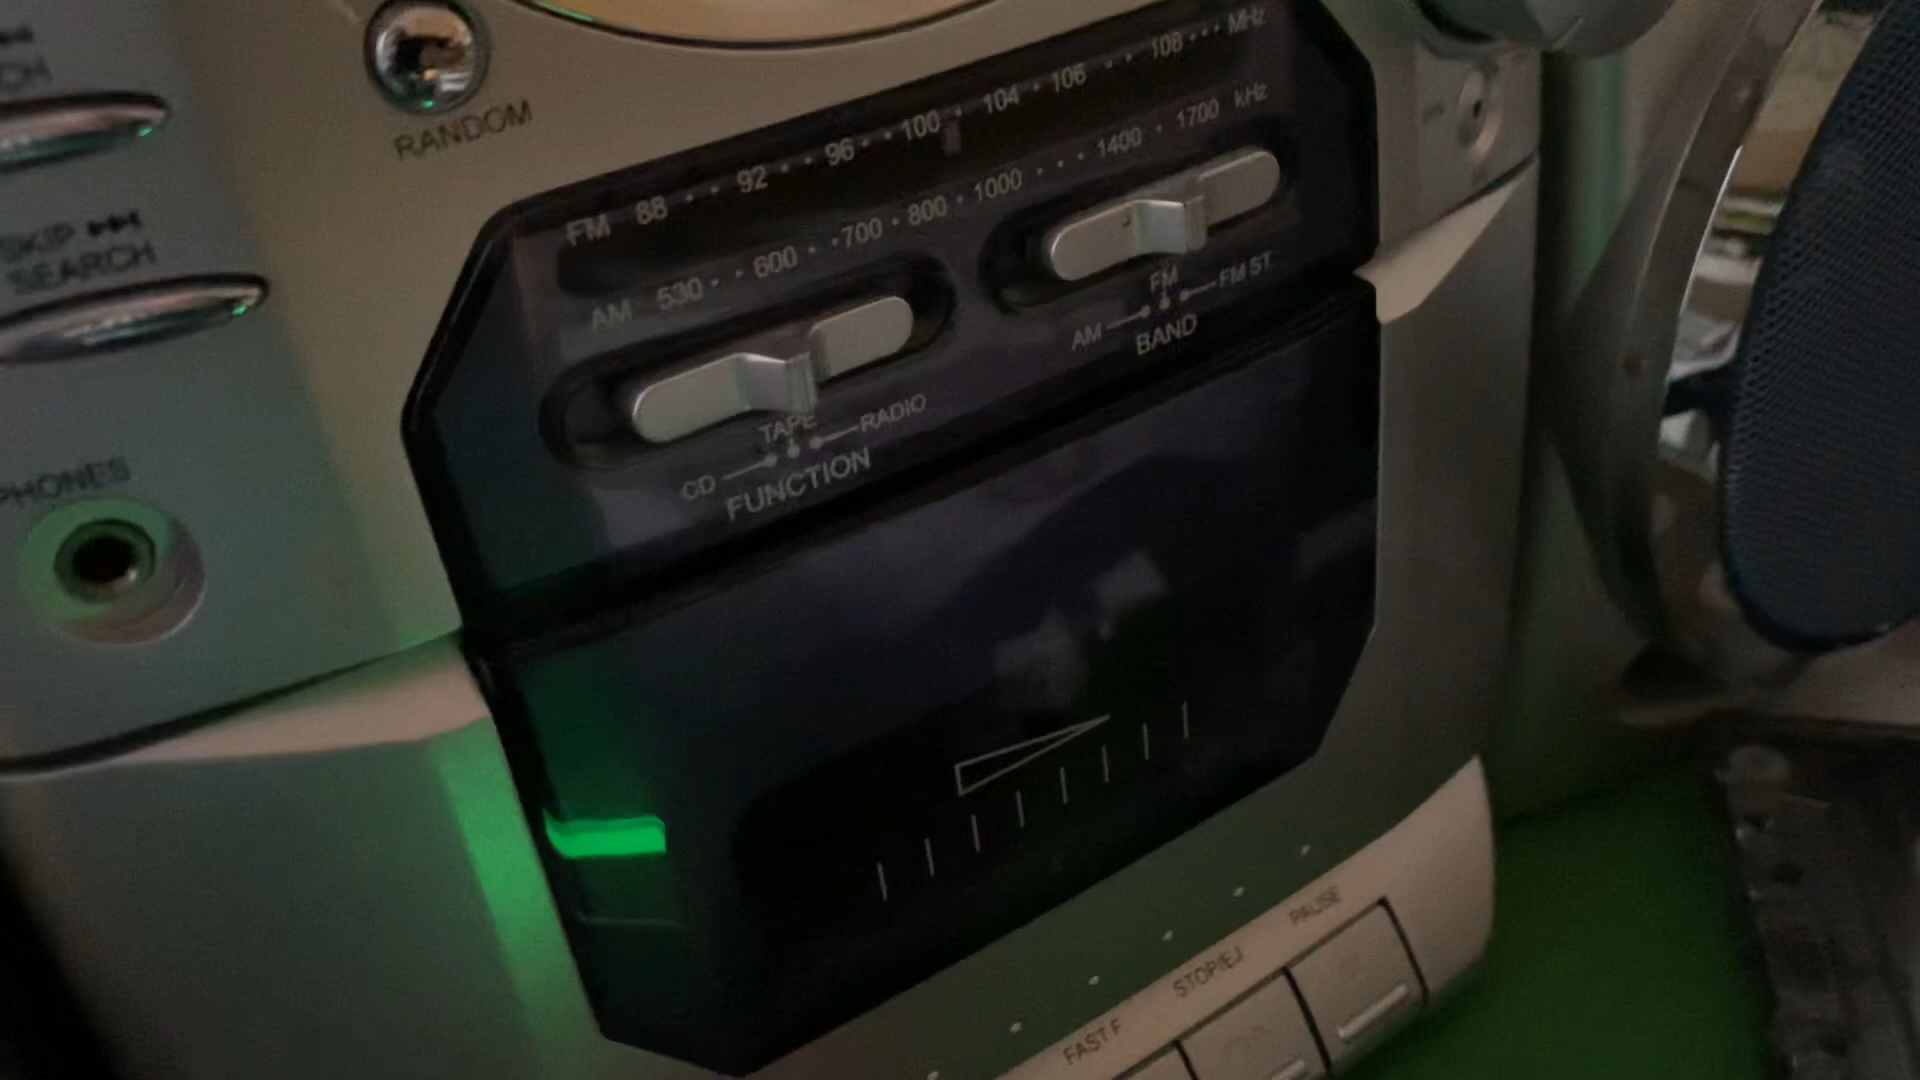 CH
RANDOM
SKIP
SEARCH
PHONES
FM 88 · · 92 · · 96 · · 100 · 104 · 106 · · 108 · · · MHz
AM 530 · · 600 · · 700 · 800 · 1000 · · · 1400 · 1700 kHz
TAPE
CD
RADIO
FUNCTION
FM
AM
FM ST
BAND
PAUSE
STOP/EJ
FAST F